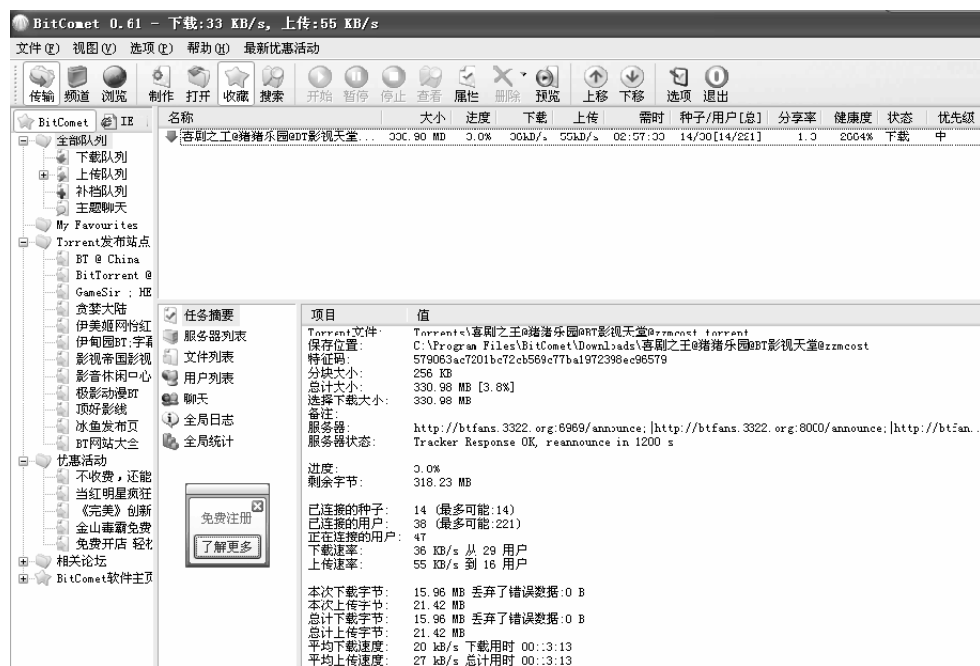 BitComet 0.61 - 下载:33 KB/s, 上传:55 KB/s
文件(F) 视图(V) 选项(P) 帮助(H) 最新优惠活动
传输 频道 浏览 制作 打开 收藏 搜索 开始 暂停 停止 查看 属性 删除 预览 上移 下移 选项 退出
BitComet IE
名称 大小 进度 下载 上传 需时 种子/用户[总] 分享率 健康度 状态 优先级
喜剧之王@猪猪乐园@BT影视天堂... 下载 中
全部队列
下载队列
上传队列
补档队列
主题聊天
My Favourites
Torrent发布站点
BT @ China
BitTorrent @
GameSir ; HE
贪婪大陆
伊美姬网怡红
伊甸园BT:字幕
影视帝国影视
影音休闲中心
极影动漫BT
顶好影线
冰鱼发布页
BT网站大全
优惠活动
不收费，还能
当红明星疯狂
《完美》创新
金山毒霸免费
免费开店 轻松
相关论坛
BitComet软件主页
任务摘要
服务器列表
文件列表
用户列表
聊天
全局日志
全局统计
免费注册
了解更多
项目 值
Torrent文件: Torrents\喜剧之王@猪猪乐园@BT影视天堂@zzmcost.torrent
保存位置: C:\Program Files\BitComet\Downloads\喜剧之王@猪猪乐园@BT影视天堂@zzmcost
特征码: 579063ac7201bc72cb569c77ba1972398ec96579
分块大小: 256 KB
总计大小: 330.98 MB [3.8%]
选择下载大小: 330.98 MB
备注:
服务器: http://btfans.3322.org:6969/announce; |http://btfans.3322.org:8000/announce; |http://btfan...
服务器状态: Tracker Response OK, reannounce in 1200 s
进度: 3.0%
剩余字节: 318.23 MB
已连接的种子: 14 (最多可能:14)
已连接的用户: 38 (最多可能:221)
正在连接的用户: 47
下载速率: 36 KB/s 从 29 用户
上传速率: 55 KB/s 到 16 用户
本次下载字节: 15.96 MB 丢弃了错误数据:0 B
本次上传字节: 21.42 MB
总计下载字节: 15.96 MB 丢弃了错误数据:0 B
总计上传字节: 21.42 MB
平均下载速度: 20 kB/s 下载用时
平均上传速度: 27 kB/s 总计用时